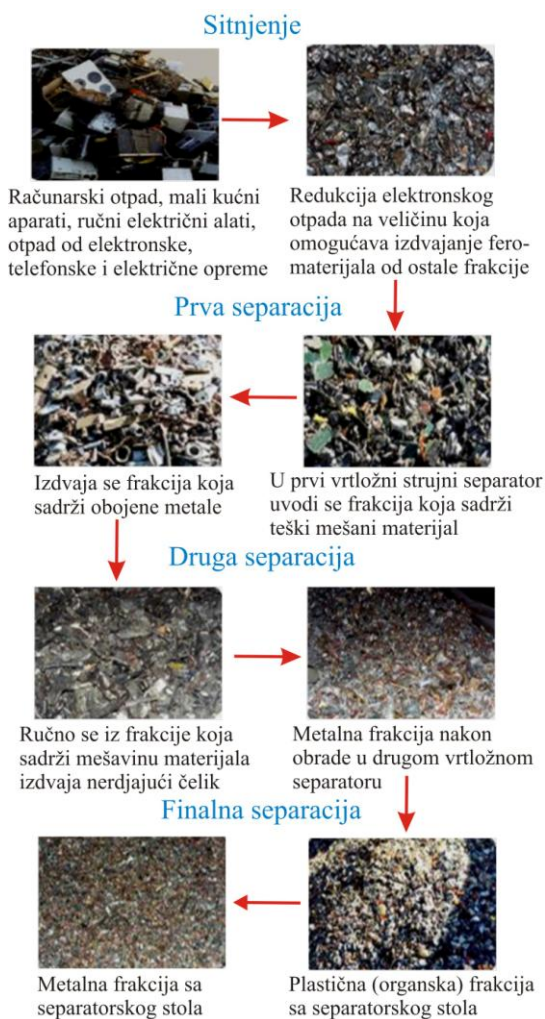 Sitnjenje
Računarski otpad, mali kućni
aparati, ručni električni alati,
otpad od elektronske,
telefonske i električne opreme
Redukcija elektronskog
otpada na veličinu koja
omogućava izdvajanje fero-
materijala od ostale frakcije
Prva separacija
Izdvaja se frakcija koja
sadrži obojene metale
U prvi vrtložni strujni separator
uvodi se frakcija koja sadrži
teški mešani materijal
Druga separacija
Ručno se iz frakcije koja
sadrži mešavinu materijala
izdvaja nerdjajući čelik
Metalna frakcija nakon
obrade u drugom vrtložnom
separatoru
Finalna separacija
Metalna frakcija sa
separatorskog stola
Plastična (organska) frakcija
sa separatorskog stola